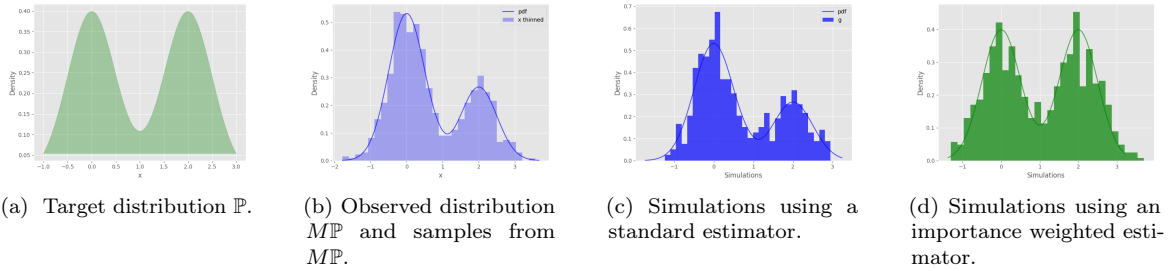 0.40
0.35
0.30
0.25
0.20
0.15
0.10
0.05
Density
−1.0 −0.5 0.0 0.5 1.0 1.5 2.0 2.5 3.0
x
pdf
x thinned
0.5
0.4
0.3
0.2
0.1
0.0
Density
−2 −1 0 1 2 3
x
pdf
g
0.7
0.6
0.5
0.4
0.3
0.2
0.1
0.0
Density
−1 0 1 2 3
Simulations
0.4
0.3
0.2
0.1
0.0
Density
−1 0 1 2 3
Simulations
(a) Target distribution ℙ.
(b) Observed distribution
Mℙ and samples from
Mℙ.
(c) Simulations using a
standard estimator.
(d) Simulations using an
importance weighted esti-
mator.